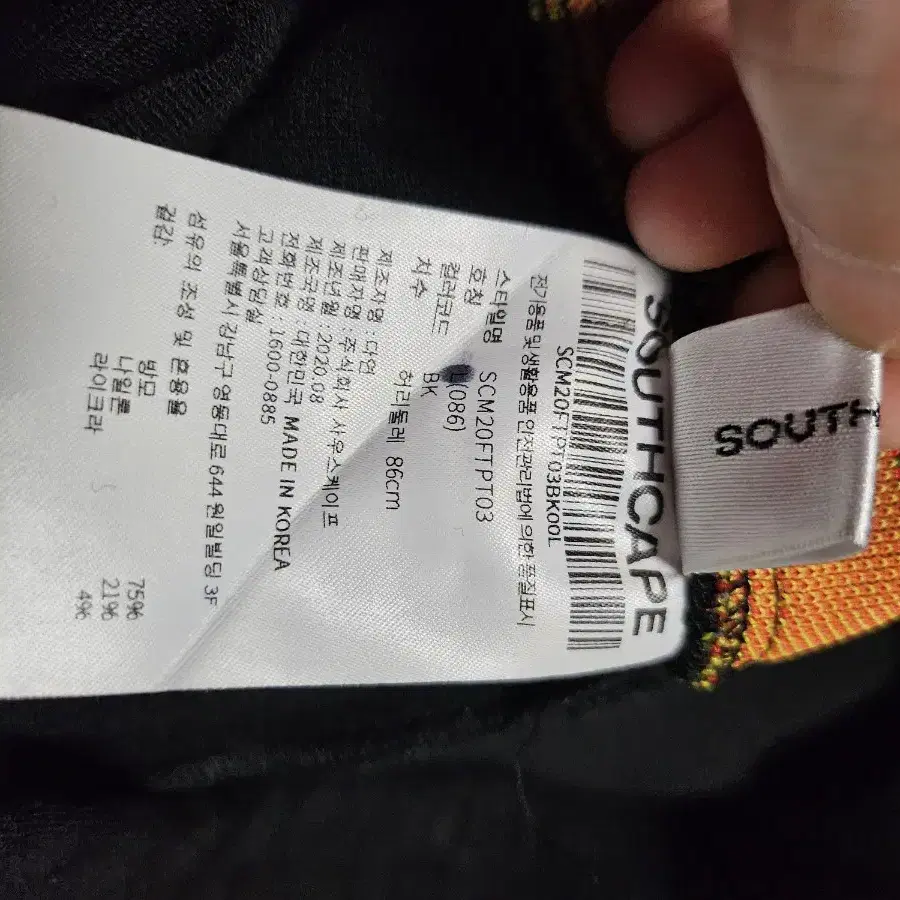 SOUTH
SOUTHCAPE
SCM20FTPT03BK00L
전기용품 및 생활용품 안전관리법에 의한 품질표시
스타일명 SCM20FTPT03
호칭 L(086)
컬러코드 BK
치수 허리둘레 86cm
제조자명 : 단연
판매자명 : 주식회사 사우스케이프
제조년월 : 2020.08
제조국명 대한민국 MADE IN KOREA
전화번호 1600-0885
고객상담실
서울특별시 강남구 영동대로 644 원일빌딩 3F
섬유의 조성 및 혼용율
겉감
방모 75%
나일론 21%
라이크라 4%